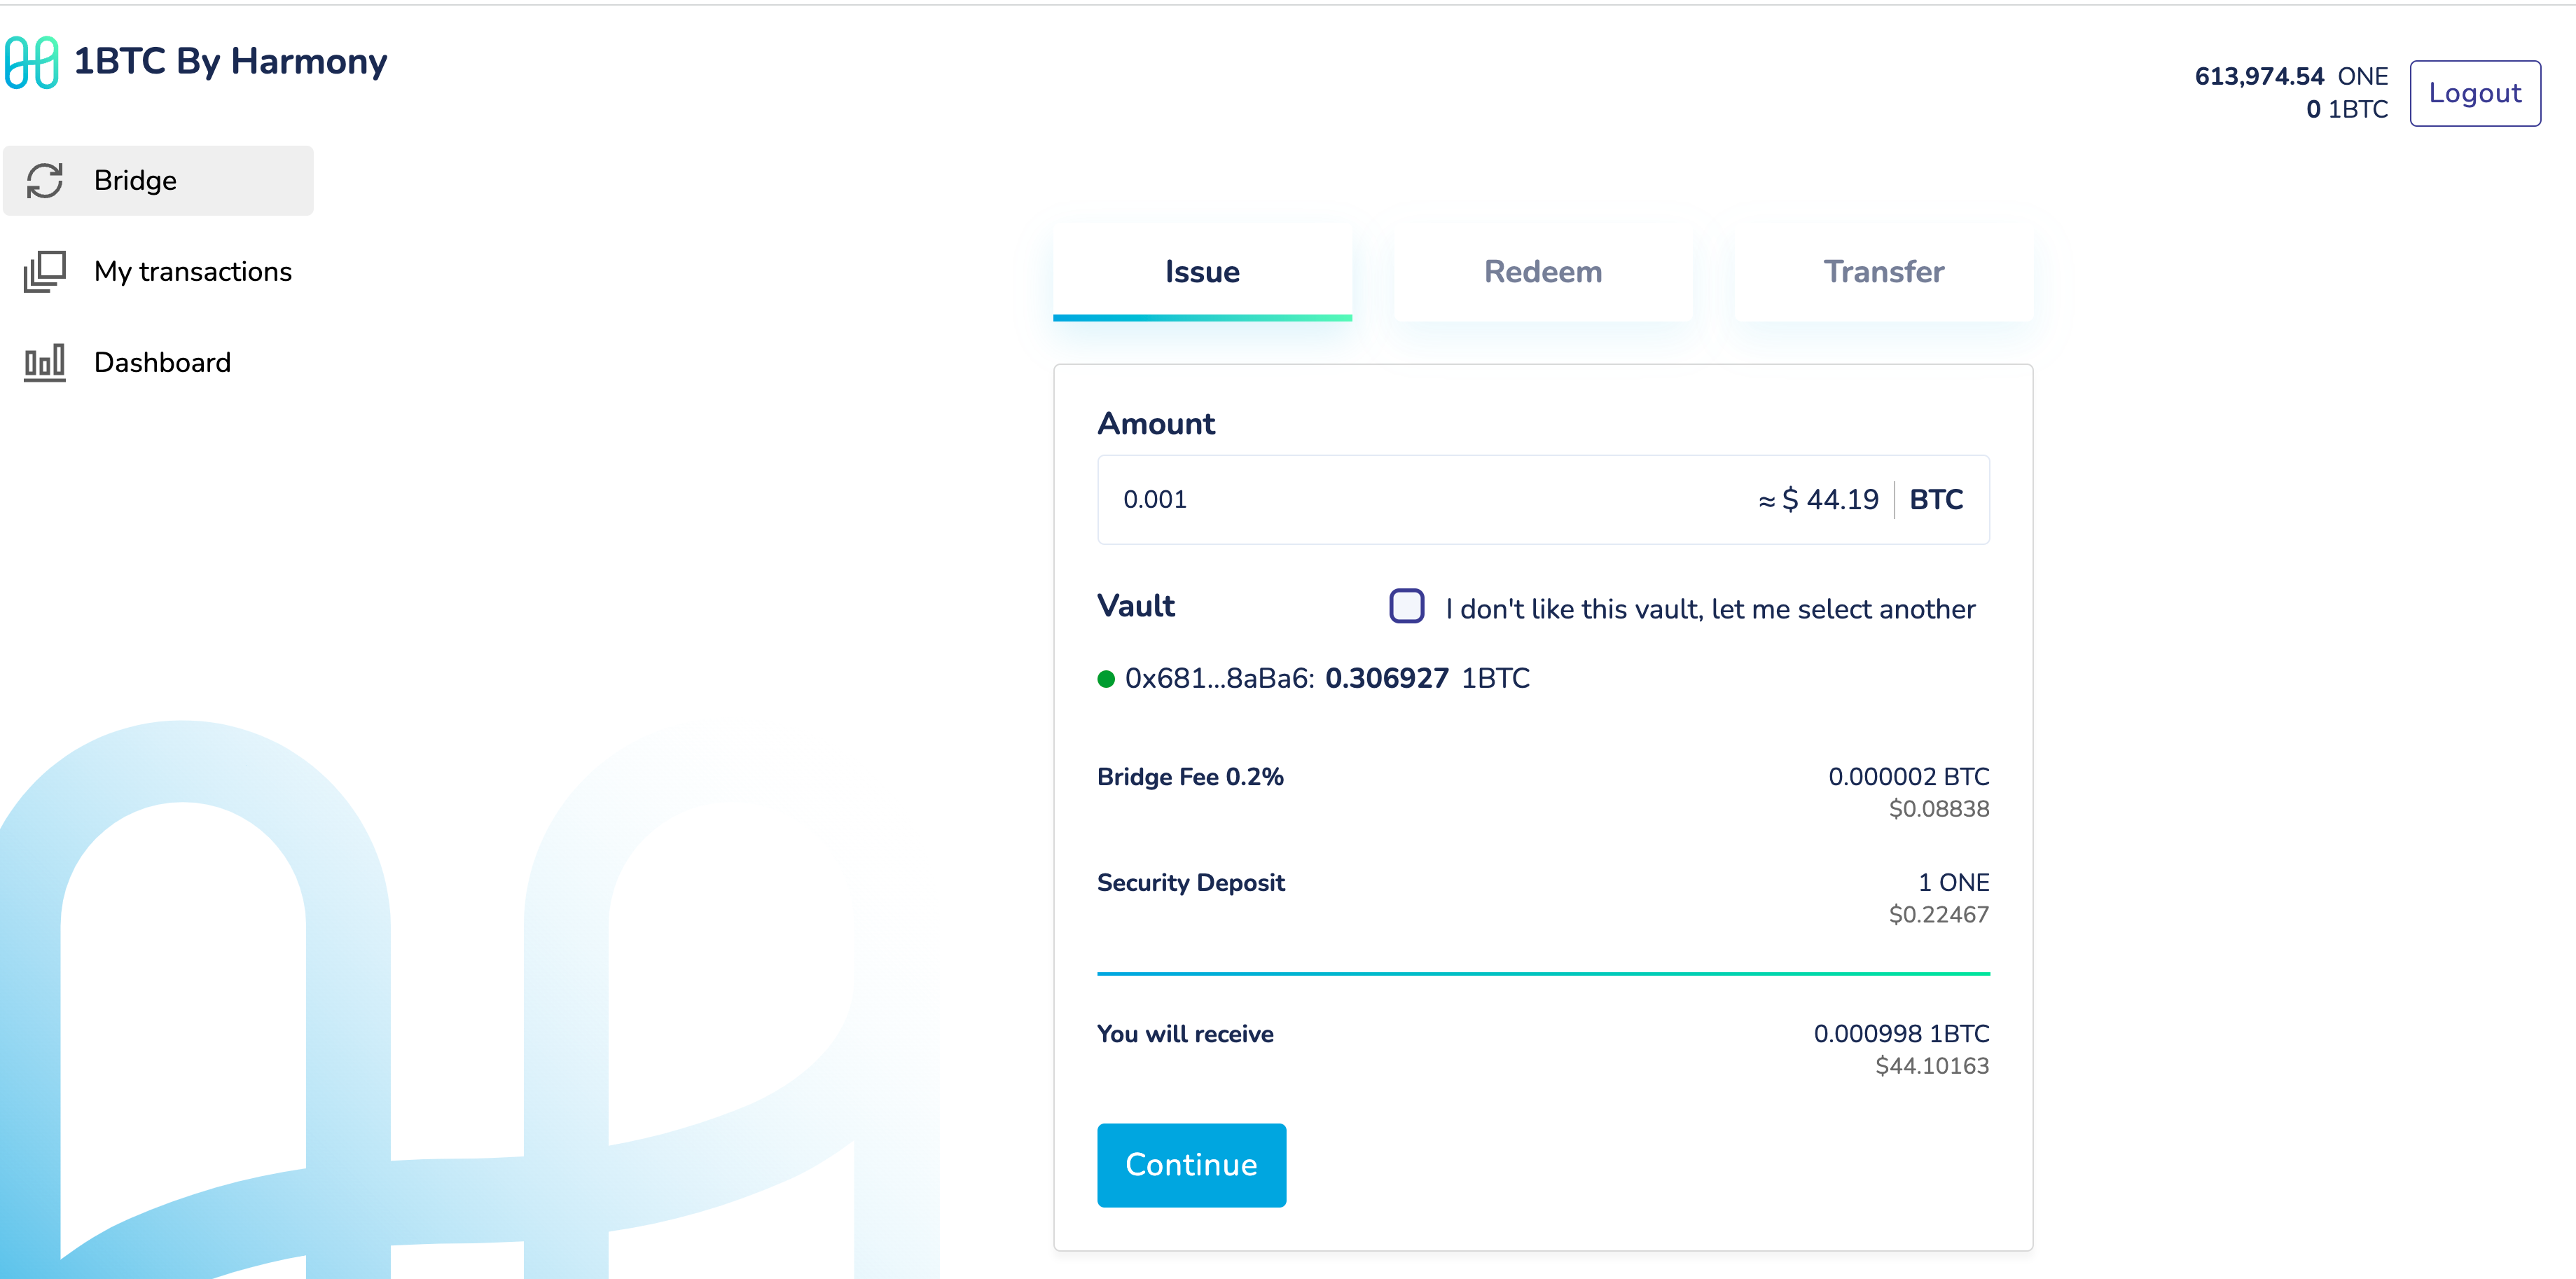 1BTC By Harmony
613,974.54 ONE
0 1BTC
Logout
Bridge
My transactions
Dashboard
Issue
Redeem
Transfer
Amount
0.001 ≈ $ 44.19 BTC
Vault I don't like this vault, let me select another
0x681...8aBa6: 0.306927 1BTC
Bridge Fee 0.2% 0.000002 BTC
$0.08838
Security Deposit 1 ONE
$0.22467
You will receive 0.000998 1BTC
$44.10163
Continue